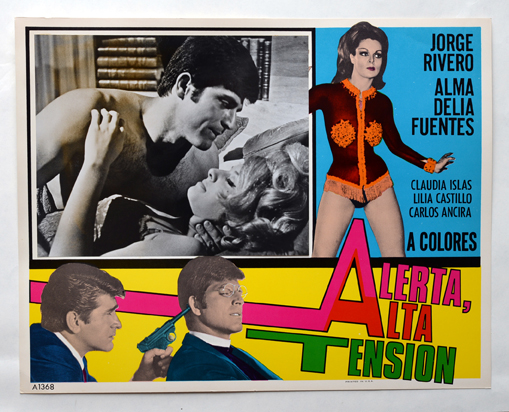 JORGE
RIVERO
ALMA
DELIA
FUENTES
CLAUDIA ISLAS
LILIA CASTILLO
CARLOS ANCIRA
A COLORES
ALERTA,
ALTA
TENSION
A1368